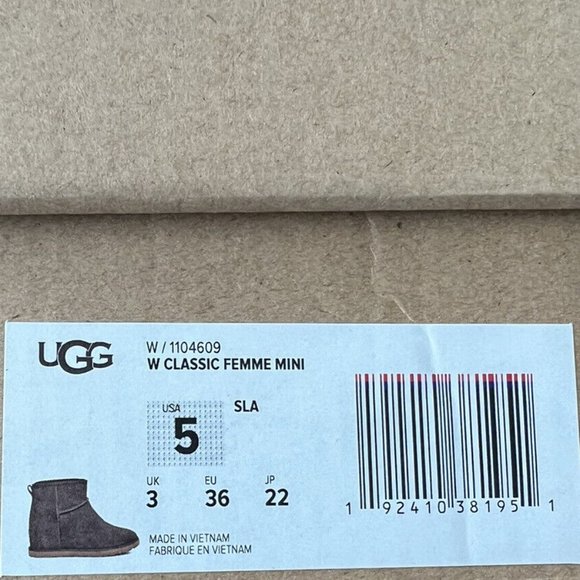 UGG
W / 1104609
W CLASSIC FEMME MINI
USA SLA
5
UK EU JP
3 36 22
MADE IN VIETNAM
FABRIQUE EN VIETNAM
1 92410 38195 1